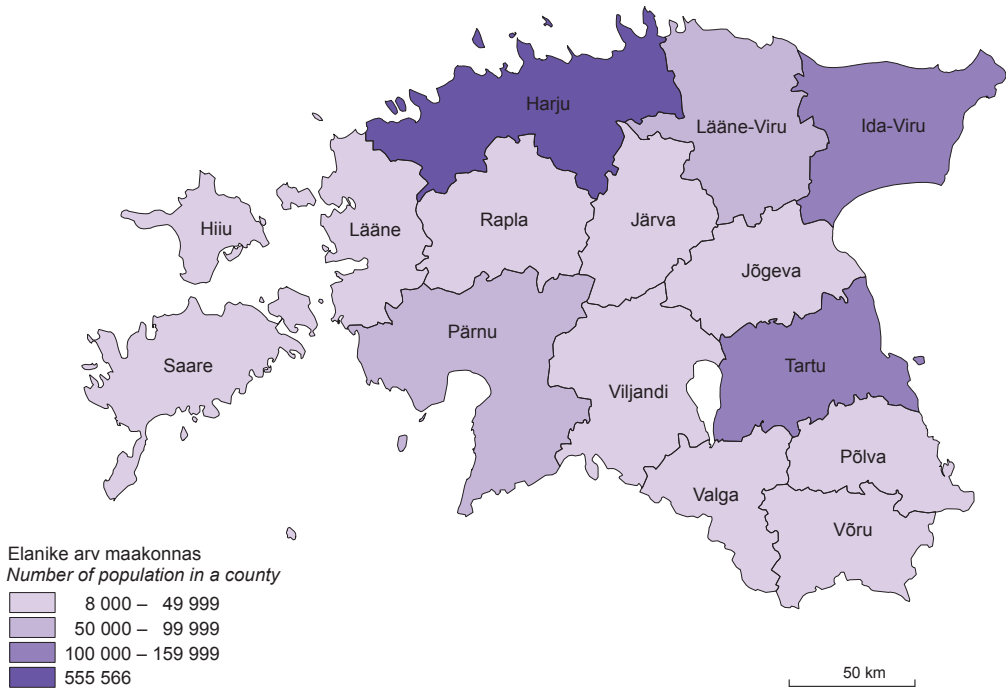 Harju
Lääne-Viru
Ida-Viru
Hiiu
Lääne
Rapla
Järva
Jõgeva
Saare
Pärnu
Viljandi
Tartu
Põlva
Valga
Võru
Elanike arv maakonnas
Number of population in a county
8 000 – 49 999
50 000 – 99 999
100 000 – 159 999
555 566
50 km